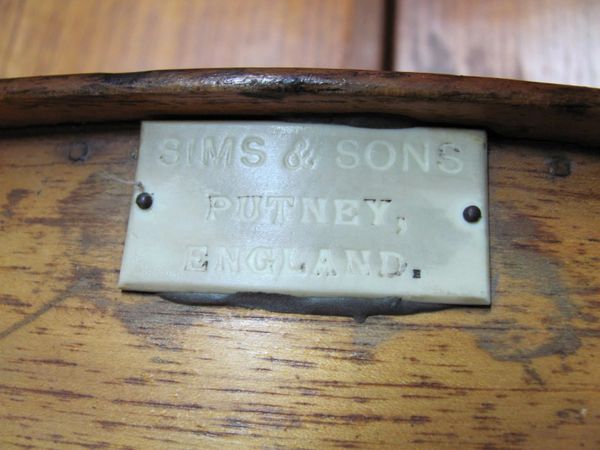 SIMS & SONS
PUTNEY,
ENGLAND.